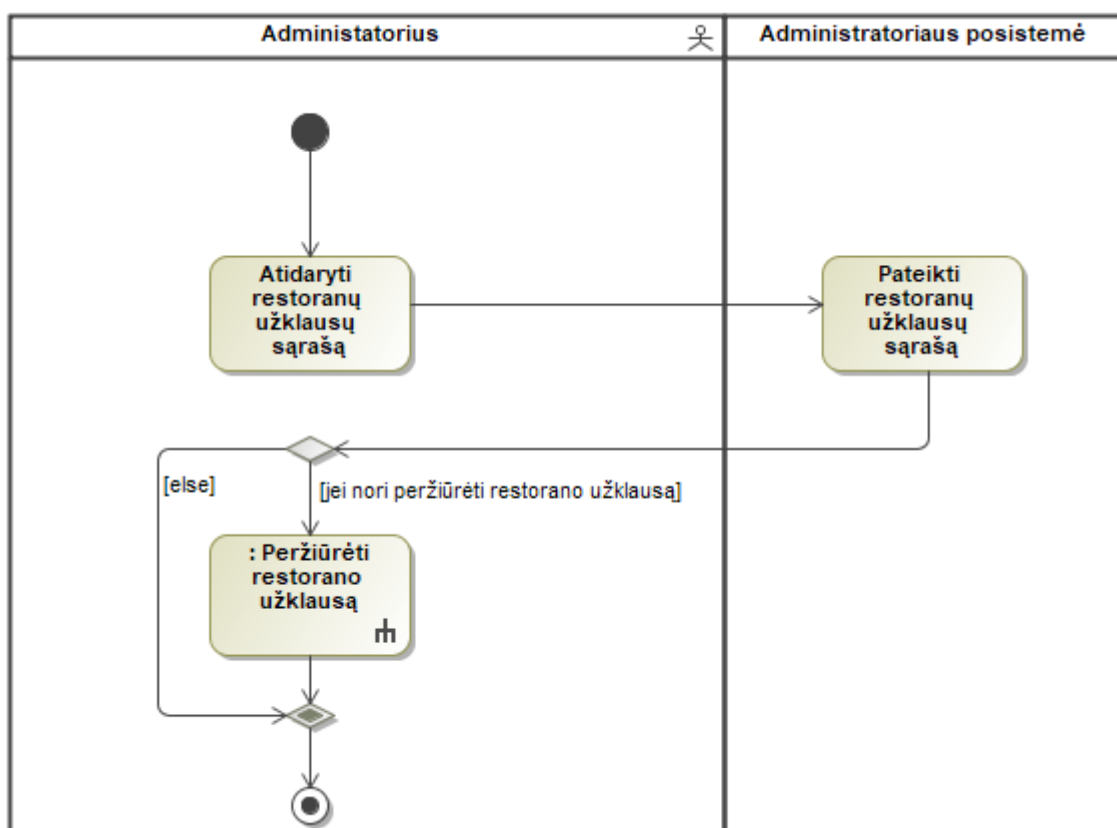 Administatorius
Administratoriaus posistemė
Atidaryti
restoranų
užklausų
sąrašą
Pateikti
restoranų
užklausų
sąrašą
[else]
[jei nori peržiūrėti restorano užklausą]
: Peržiūrėti
restorano
užklausą